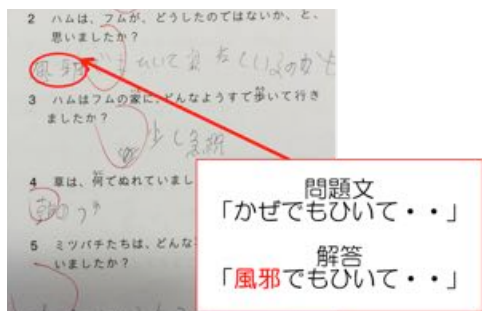 2 ハムは、フムが、どうしたのではないか、と、
思いましたか？
風邪でもひいて
3 ハムはフムの家に、どんなようすで歩いて行き
ましたか？
少し急
4 草は、何でぬれていまし
朝つゆ
5 ミツバチたちは、どんな
いましたか？
問題文
「かぜでもひいて・・」
解答
「風邪でもひいて・・」